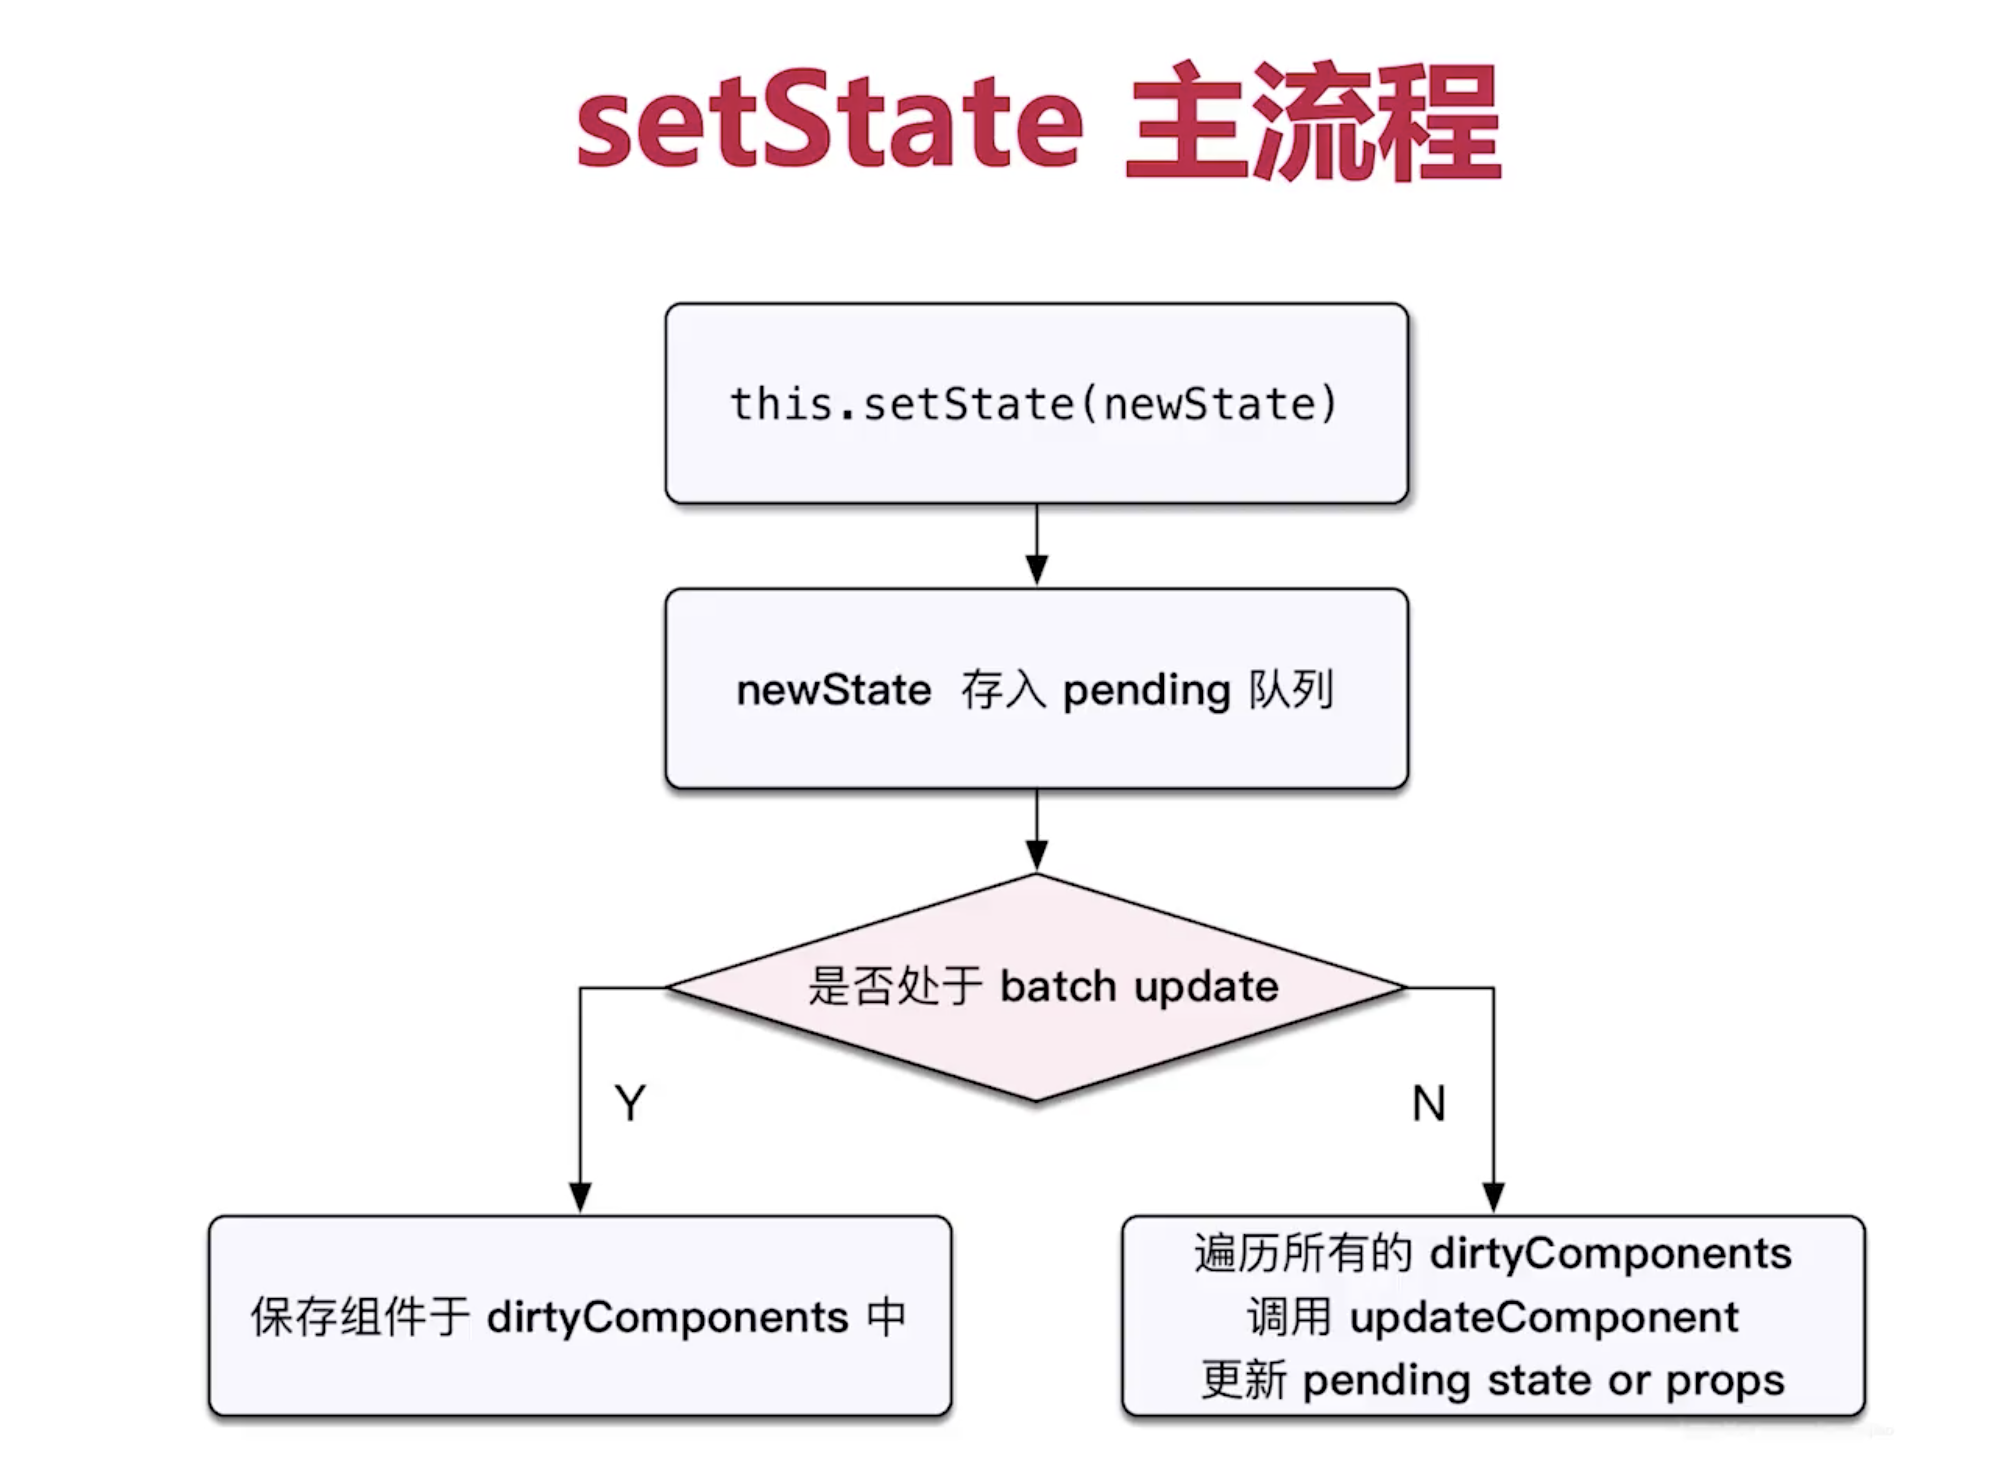 setState 主流程
this.setState(newState)
newState 存入 pending 队列
是否处于 batch update
Y
N
保存组件于 dirtyComponents 中
遍历所有的 dirtyComponents
调用 updateComponent
更新 pending state or props